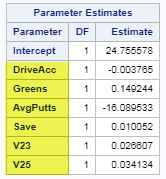 Parameter Estimates
Parameter DF Estimate
Intercept 1 24.755578
DriveAcc 1 -0.003765
Greens 1 0.149244
AvgPutts 1 -16.089533
Save 1 0.010052
V23 1 0.026607
V25 1 0.034134